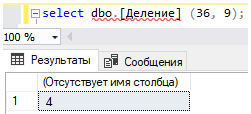 select dbo.[Деление] (36, 9);
100 %
Результаты Сообщения
(Отсутствует имя столбца)
1 4